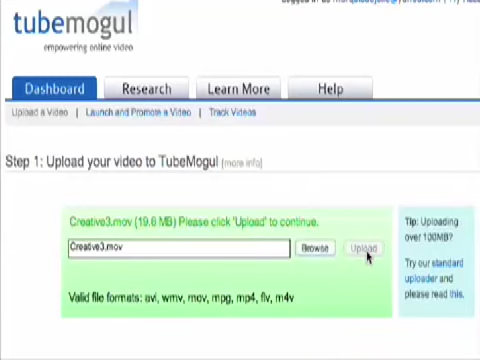 tubemogul
empowering online video
Dashboard Research Learn More Help
Upload a Video | Launch and Promote a Video | Track Videos
Step 1: Upload your video to TubeMogul [more info]
Creative3.mov (19.6 MB) Please click 'Upload' to continue.
Creative3.mov Browse Upload
Valid file formats: avi, wmv, mov, mpg, mp4, flv, m4v
Tip: Uploading
over 100MB?
Try our standard
uploader and
please read this.